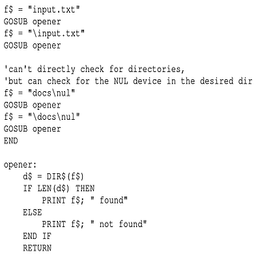 f$ = "input.txt"
GOSUB opener
f$ = "\input.txt"
GOSUB opener

'can't directly check for directories,
'but can check for the NUL device in the desired dir
f$ = "docs\nul"
GOSUB opener
f$ = "\docs\nul"
GOSUB opener
END

opener:
    d$ = DIR$(f$)
    IF LEN(d$) THEN
        PRINT f$; " found"
    ELSE
        PRINT f$; " not found"
    END IF
    RETURN